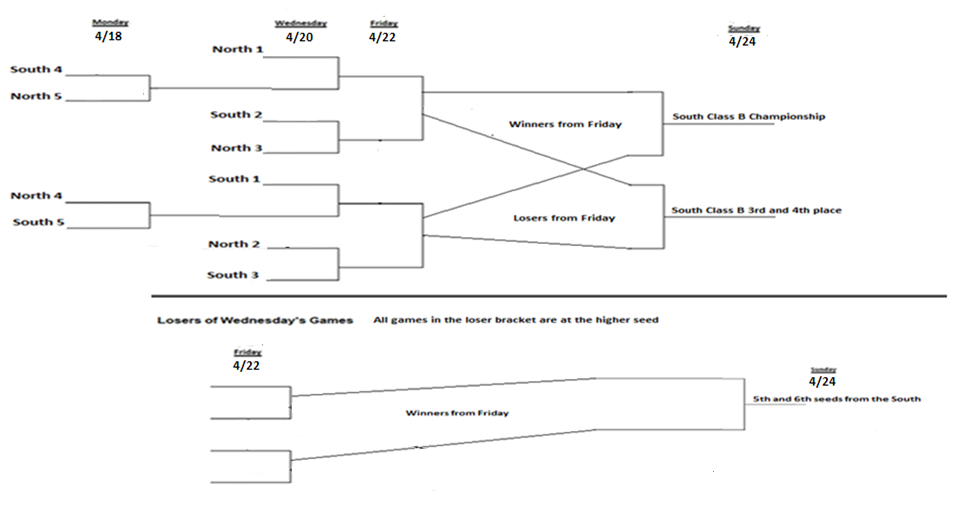 Monday
Wednesday
Friday
Sunday
4/18
4/20
4/22
4/24
North 1
South 4
North 5
South 2
North 3
Winners from Friday
South Class B Championship
South 1
North 4
South 5
Losers from Friday
South Class B 3rd and 4th place
North 2
South 3
Losers of Wednesday's Games All games in the loser bracket are at the higher seed
Friday
4/22
Sunday
4/24
5th and 6th seeds from the South
Winners from Friday